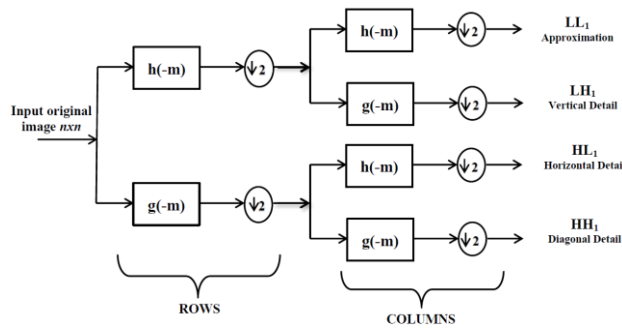 LL₁
Approximation
h(-m)
↓2
h(-m)
↓2
LH₁
Vertical Detail
g(-m)
↓2
Input original
image nxn
HL₁
Horizontal Detail
h(-m)
↓2
g(-m)
↓2
HH₁
Diagonal Detail
g(-m)
↓2
ROWS
COLUMNS